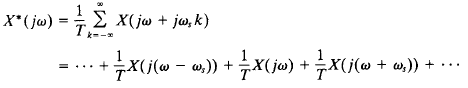 X*(jω) = 1/T ∑_{k=-∞}^{∞} X(jω + jω_s k)
= ⋯ + 1/T X(j(ω − ω_s)) + 1/T X(jω) + 1/T X(j(ω + ω_s)) + ⋯